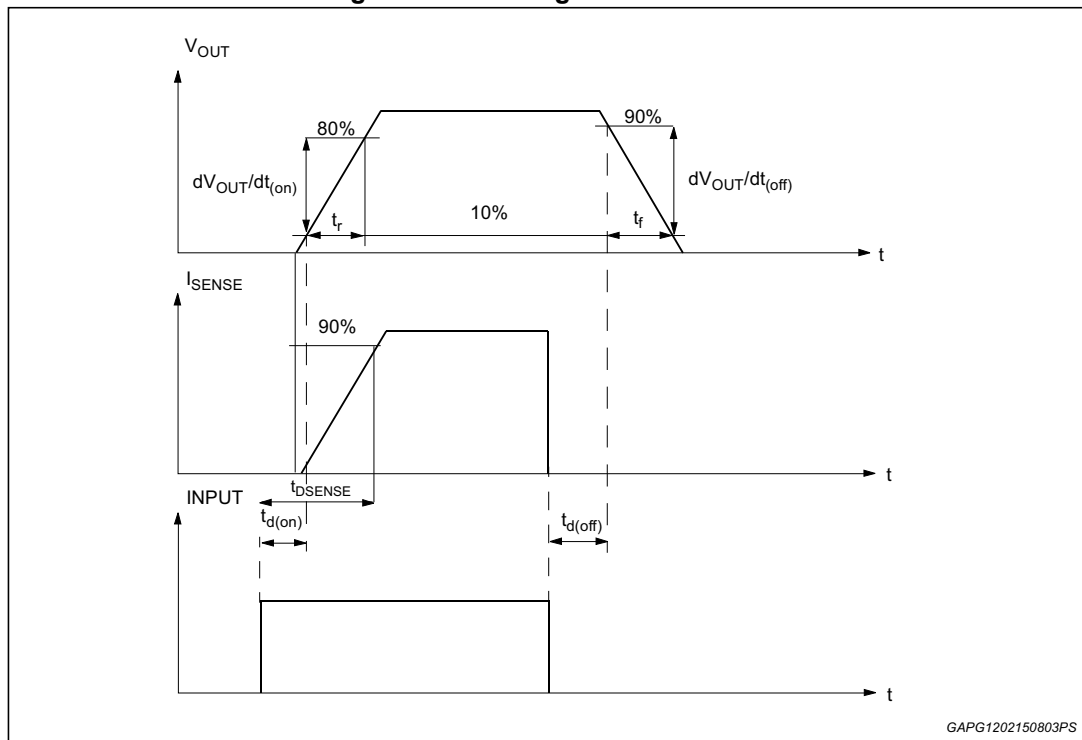 V_OUT
80%
90%
dV_OUT/dt_(on)
dV_OUT/dt_(off)
t_r
10%
t_f
t
I_SENSE
90%
t
t_DSENSE
INPUT
t_d(on)
t_d(off)
t
GAPG1202150803PS